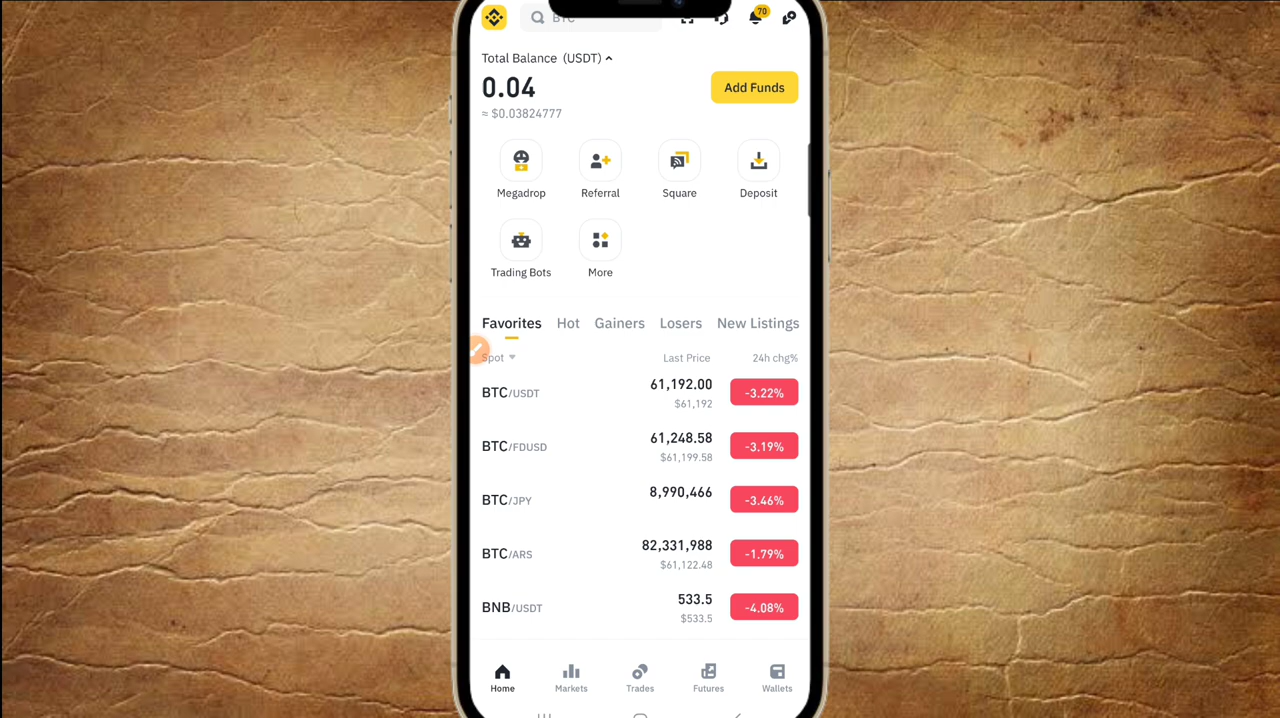 BTC
70
Total Balance (USDT)
0.04
Add Funds
≈ $0.03824777
Megadrop
Referral
Square
Deposit
Trading Bots
More
Favorites Hot Gainers Losers New Listings
Spot Last Price 24h chg%
BTC/USDT 61,192.00 -3.22%
$61,192
BTC/FDUSD 61,248.58 -3.19%
$61,199.58
BTC/JPY 8,990,466 -3.46%
BTC/ARS 82,331,988 -1.79%
$61,122.48
BNB/USDT 533.5 -4.08%
$533.5
Home Markets Trades Futures Wallets